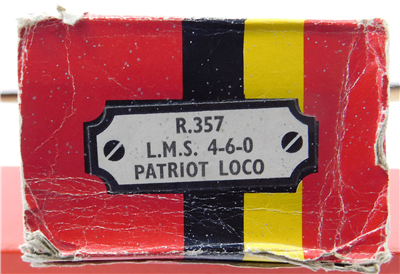 R.357
L.M.S. 4-6-0
PATRIOT LOCO